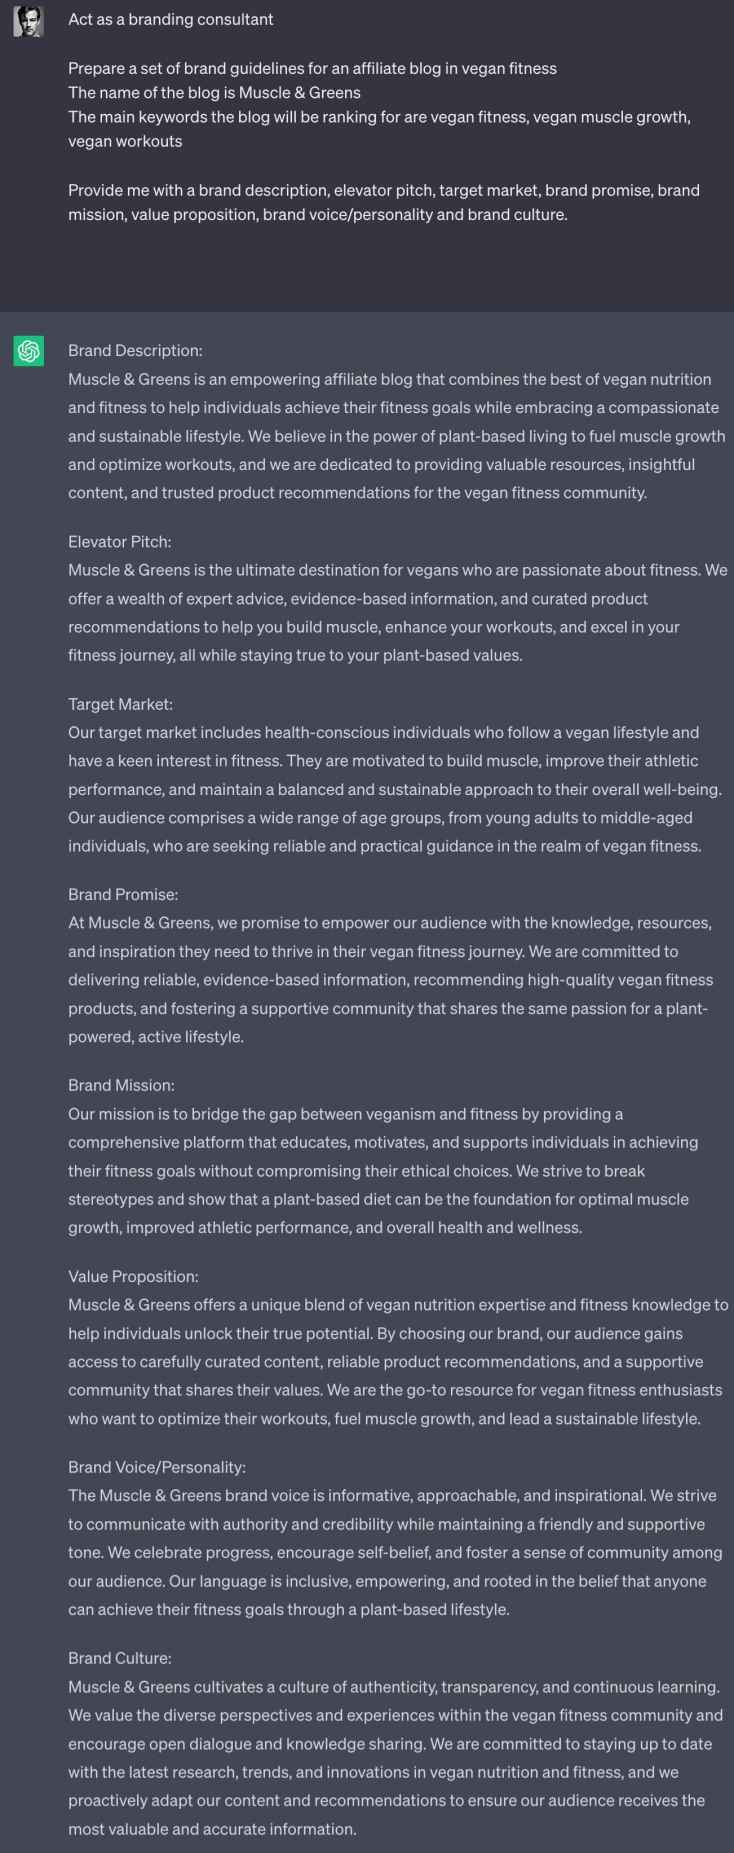 Act as a branding consultant
Prepare a set of brand guidelines for an affiliate blog in vegan fitness
The name of the blog is Muscle & Greens
The main keywords the blog will be ranking for are vegan fitness, vegan muscle growth,
vegan workouts
Provide me with a brand description, elevator pitch, target market, brand promise, brand
mission, value proposition, brand voice/personality and brand culture.
Brand Description:
Muscle & Greens is an empowering affiliate blog that combines the best of vegan nutrition
and fitness to help individuals achieve their fitness goals while embracing a compassionate
and sustainable lifestyle. We believe in the power of plant-based living to fuel muscle growth
and optimize workouts, and we are dedicated to providing valuable resources, insightful
content, and trusted product recommendations for the vegan fitness community.
Elevator Pitch:
Muscle & Greens is the ultimate destination for vegans who are passionate about fitness. We
offer a wealth of expert advice, evidence-based information, and curated product
recommendations to help you build muscle, enhance your workouts, and excel in your
fitness journey, all while staying true to your plant-based values.
Target Market:
Our target market includes health-conscious individuals who follow a vegan lifestyle and
have a keen interest in fitness. They are motivated to build muscle, improve their athletic
performance, and maintain a balanced and sustainable approach to their overall well-being.
Our audience comprises a wide range of age groups, from young adults to middle-aged
individuals, who are seeking reliable and practical guidance in the realm of vegan fitness.
Brand Promise:
At Muscle & Greens, we promise to empower our audience with the knowledge, resources,
and inspiration they need to thrive in their vegan fitness journey. We are committed to
delivering reliable, evidence-based information, recommending high-quality vegan fitness
products, and fostering a supportive community that shares the same passion for a plant-
powered, active lifestyle.
Brand Mission:
Our mission is to bridge the gap between veganism and fitness by providing a
comprehensive platform that educates, motivates, and supports individuals in achieving
their fitness goals without compromising their ethical choices. We strive to break
stereotypes and show that a plant-based diet can be the foundation for optimal muscle
growth, improved athletic performance, and overall health and wellness.
Value Proposition:
Muscle & Greens offers a unique blend of vegan nutrition expertise and fitness knowledge to
help individuals unlock their true potential. By choosing our brand, our audience gains
access to carefully curated content, reliable product recommendations, and a supportive
community that shares their values. We are the go-to resource for vegan fitness enthusiasts
who want to optimize their workouts, fuel muscle growth, and lead a sustainable lifestyle.
Brand Voice/Personality:
The Muscle & Greens brand voice is informative, approachable, and inspirational. We strive
to communicate with authority and credibility while maintaining a friendly and supportive
tone. We celebrate progress, encourage self-belief, and foster a sense of community among
our audience. Our language is inclusive, empowering, and rooted in the belief that anyone
can achieve their fitness goals through a plant-based lifestyle.
Brand Culture:
Muscle & Greens cultivates a culture of authenticity, transparency, and continuous learning.
We value the diverse perspectives and experiences within the vegan fitness community and
encourage open dialogue and knowledge sharing. We are committed to staying up to date
with the latest research, trends, and innovations in vegan nutrition and fitness, and we
proactively adapt our content and recommendations to ensure our audience receives the
most valuable and accurate information.